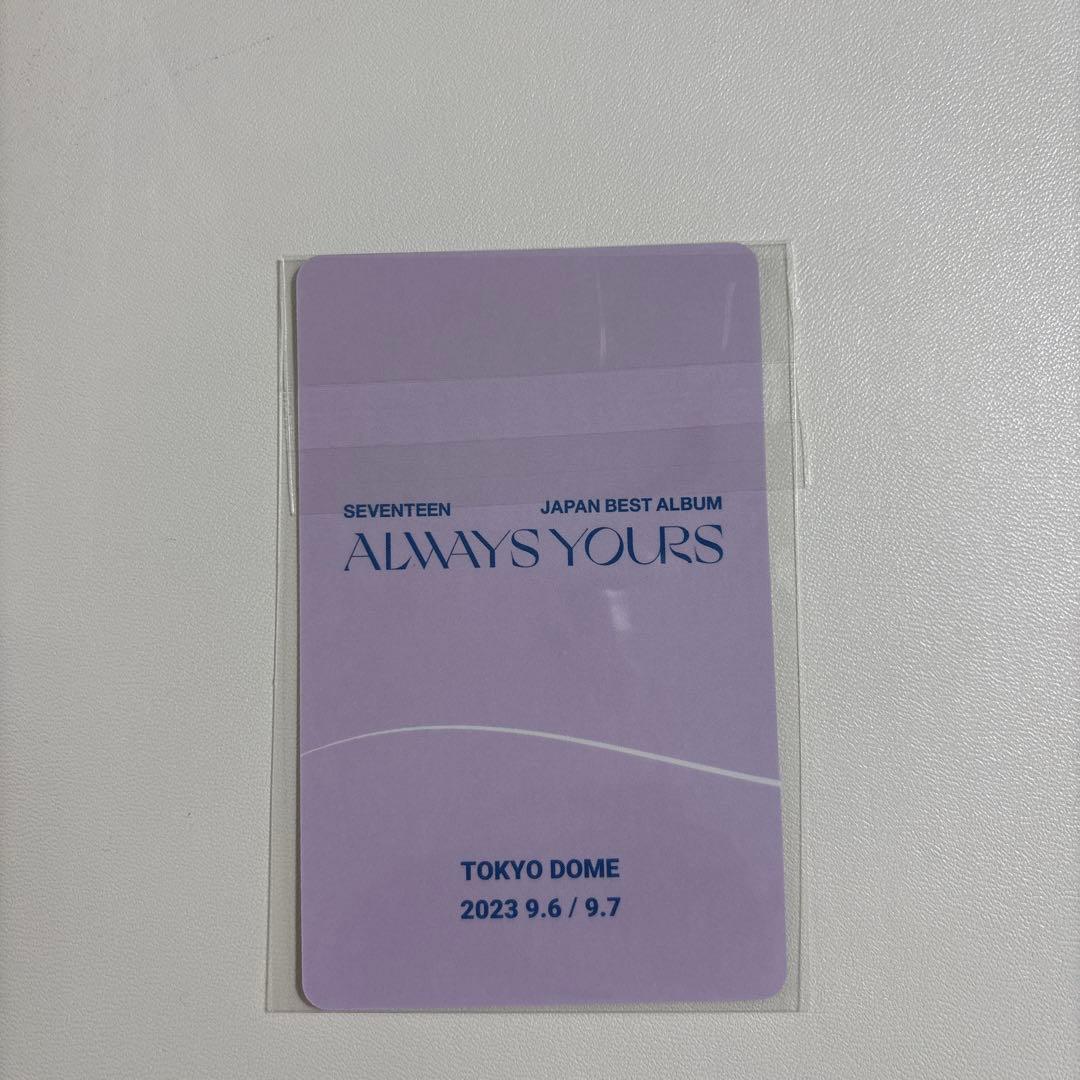 SEVENTEEN JAPAN BEST ALBUM
ALWAYS YOURS
TOKYO DOME
2023 9.6 / 9.7